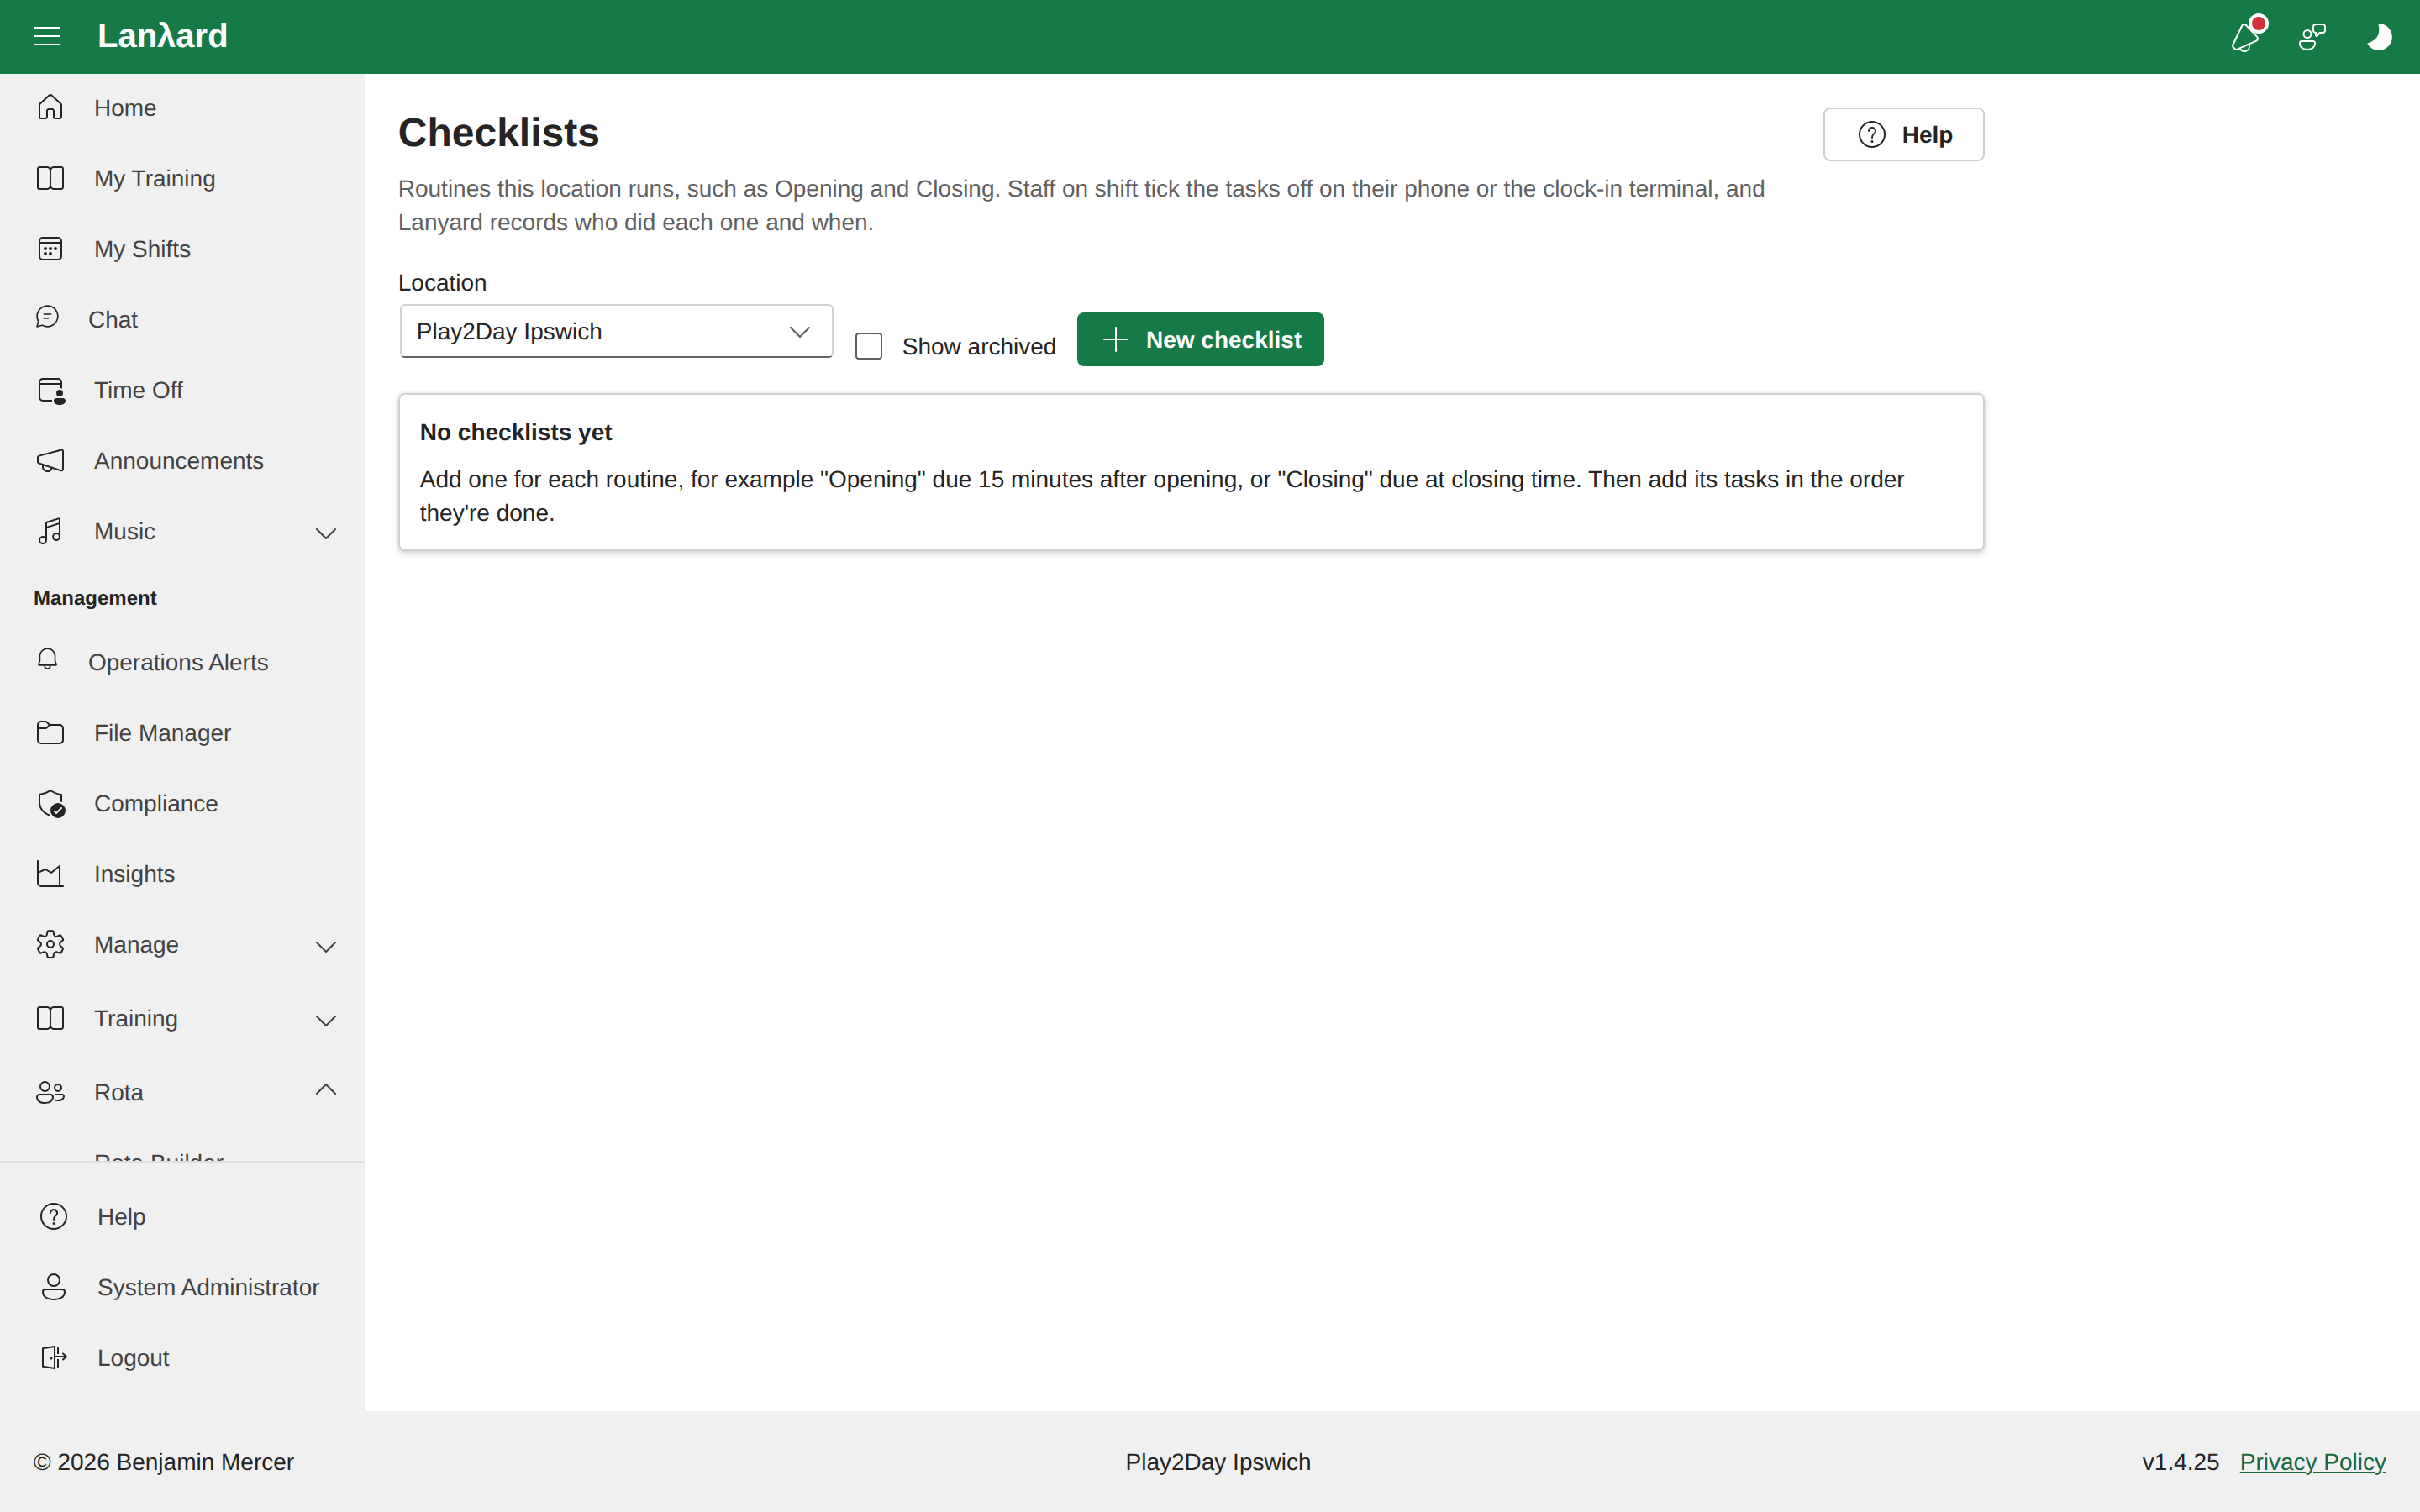 Lanλard
Home
My Training
My Shifts
Chat
Time Off
Announcements
Music
Management
Operations Alerts
File Manager
Compliance
Insights
Manage
Training
Rota
Rota Builder
Help
System Administrator
Logout
Checklists
Help
Routines this location runs, such as Opening and Closing. Staff on shift tick the tasks off on their phone or the clock-in terminal, and
Lanyard records who did each one and when.
Location
Play2Day Ipswich
Show archived
New checklist
No checklists yet
Add one for each routine, for example "Opening" due 15 minutes after opening, or "Closing" due at closing time. Then add its tasks in the order
they're done.
© 2026 Benjamin Mercer
Play2Day Ipswich
v1.4.25 Privacy Policy